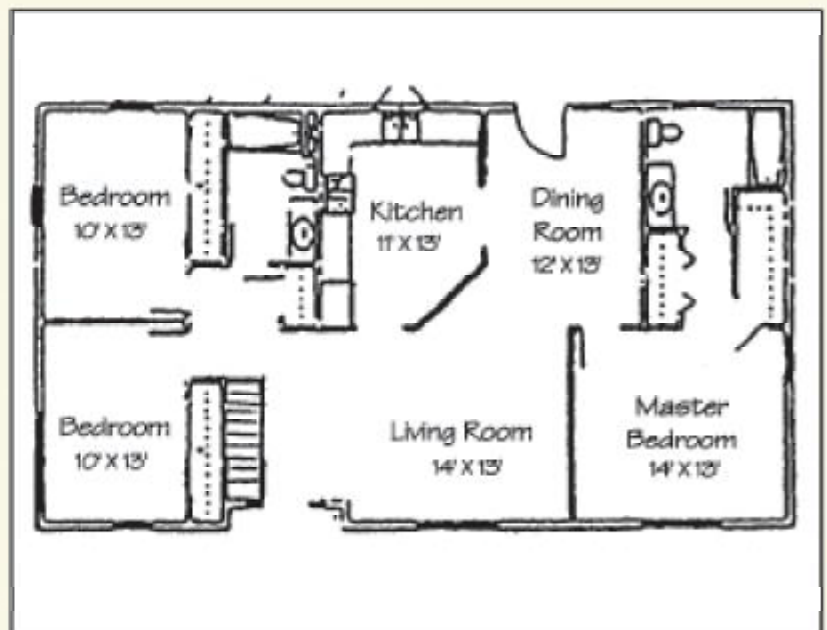 Bedroom
10' X 13'
Kitchen
11' X 13'
Dining
Room
12' X 13'
Bedroom
10' X 13'
Living Room
14' X 13'
Master
Bedroom
14' X 13'